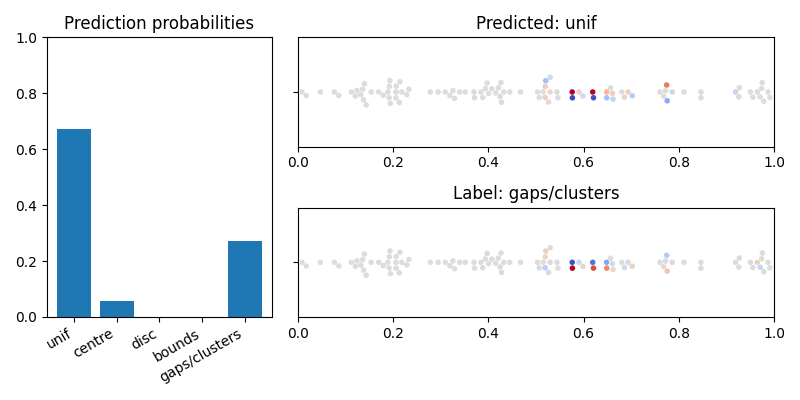 Prediction probabilities
1.0
0.8
0.6
0.4
0.2
0.0
unif
centre
disc
bounds
gaps/clusters
Predicted: unif
0.0 0.2 0.4 0.6 0.8 1.0
Label: gaps/clusters
0.0 0.2 0.4 0.6 0.8 1.0